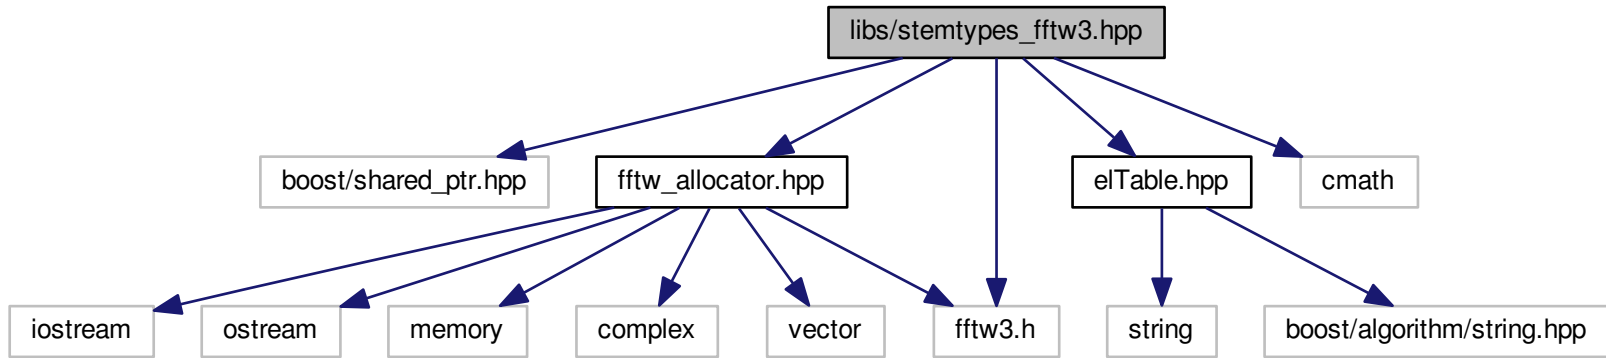 libs/stemtypes_fftw3.hpp
boost/shared_ptr.hpp
fftw_allocator.hpp
elTable.hpp
cmath
iostream
ostream
memory
complex
vector
fftw3.h
string
boost/algorithm/string.hpp